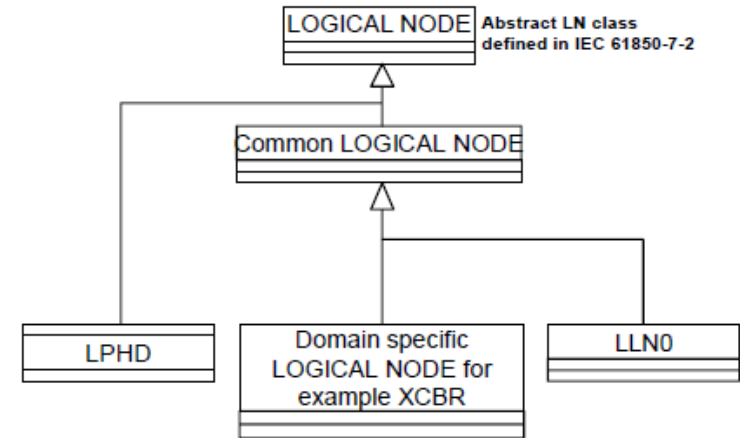 LOGICAL NODE
Abstract LN class
defined in IEC 61850-7-2
Common LOGICAL NODE
LPHD
Domain specific
LOGICAL NODE for
example XCBR
LLN0